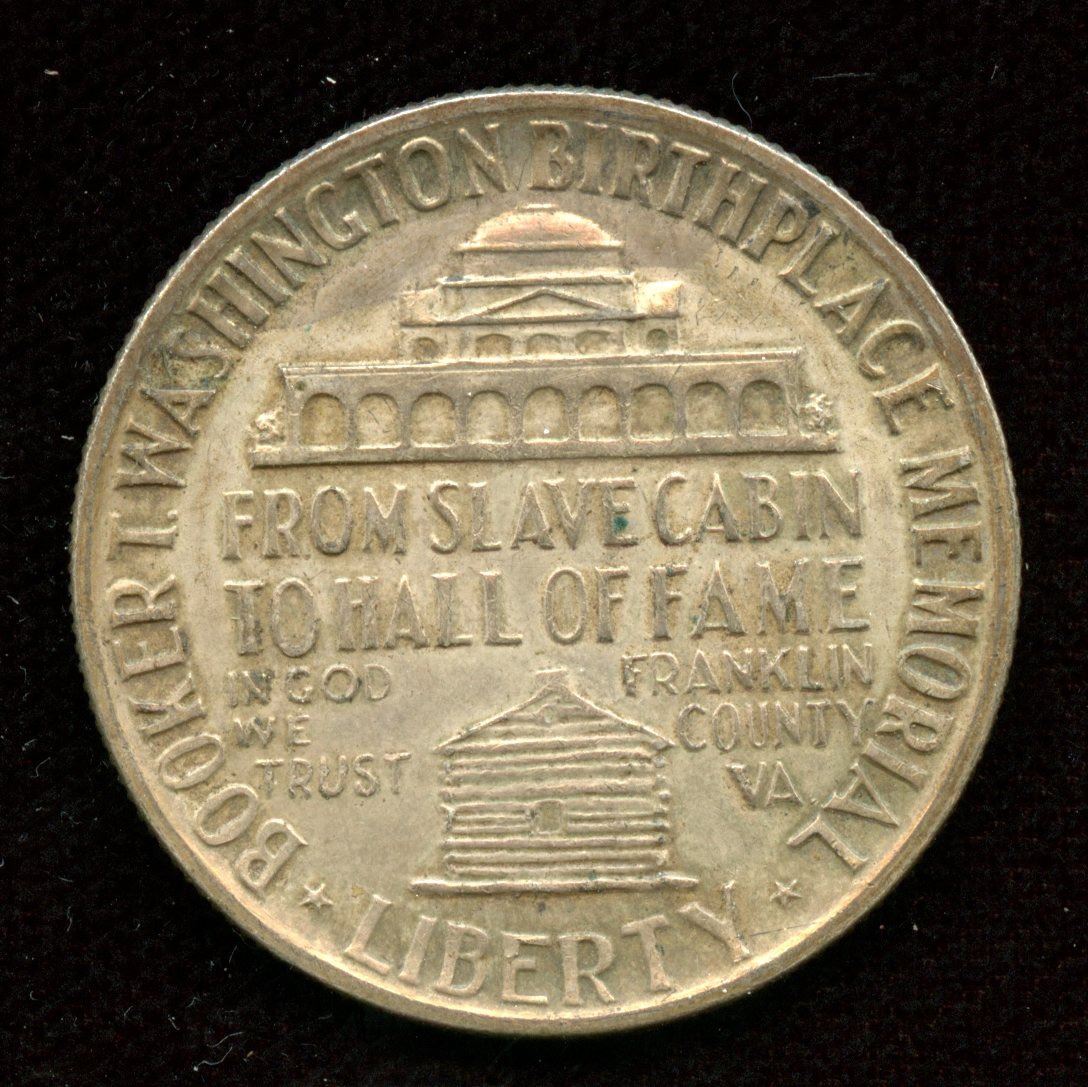 BOOKER T. WASHINGTON BIRTHPLACE MEMORIAL
FROM SLAVE CABIN
TO HALL OF FAME
IN GOD
WE
TRUST
FRANKLIN
COUNTY
VA.
LIBERTY